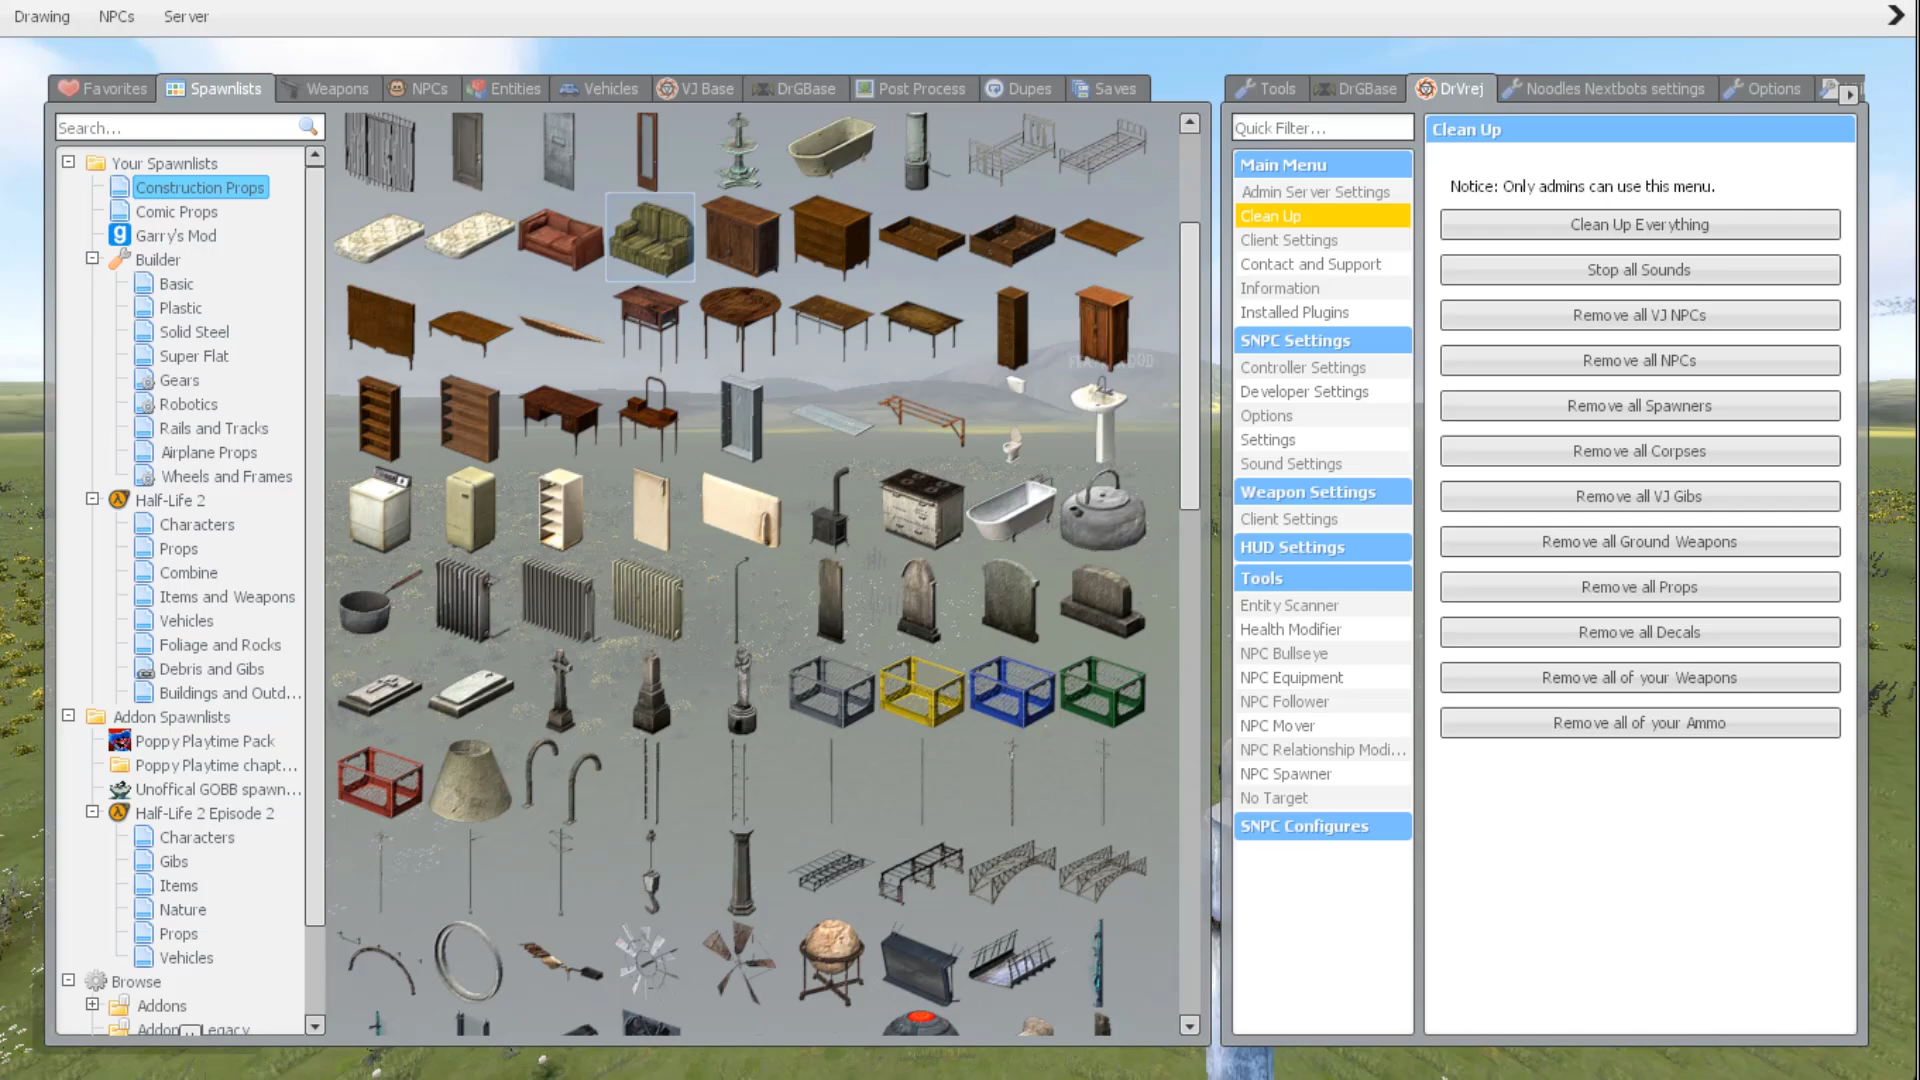 Drawing NPCs Server
Favorites Spawnlists Weapons NPCs Entities Vehicles VJ Base DrGBase Post Process Dupes Saves
Search...
Your Spawnlists
Construction Props
Comic Props
Garry's Mod
Builder
Basic
Plastic
Solid Steel
Super Flat
Gears
Robotics
Rails and Tracks
Airplane Props
Wheels and Frames
Half-Life 2
Characters
Props
Combine
Items and Weapons
Vehicles
Foliage and Rocks
Debris and Gibs
Buildings and Outd...
Addon Spawnlists
Poppy Playtime Pack
Poppy Playtime chapt...
Unoffical GOBB spawn...
Half-Life 2 Episode 2
Characters
Gibs
Items
Nature
Props
Vehicles
Browse
Addons
Tools DrGBase DrVrej Noodles Nextbots settings Options
Quick Filter...
Main Menu
Admin Server Settings
Clean Up
Client Settings
Contact and Support
Information
Installed Plugins
SNPC Settings
Controller Settings
Developer Settings
Options
Settings
Sound Settings
Weapon Settings
Client Settings
HUD Settings
Tools
Entity Scanner
Health Modifier
NPC Bullseye
NPC Equipment
NPC Follower
NPC Mover
NPC Relationship Modi...
NPC Spawner
No Target
SNPC Configures
Clean Up
Notice: Only admins can use this menu.
Clean Up Everything
Stop all Sounds
Remove all VJ NPCs
Remove all NPCs
Remove all Spawners
Remove all Corpses
Remove all VJ Gibs
Remove all Ground Weapons
Remove all Props
Remove all Decals
Remove all of your Weapons
Remove all of your Ammo